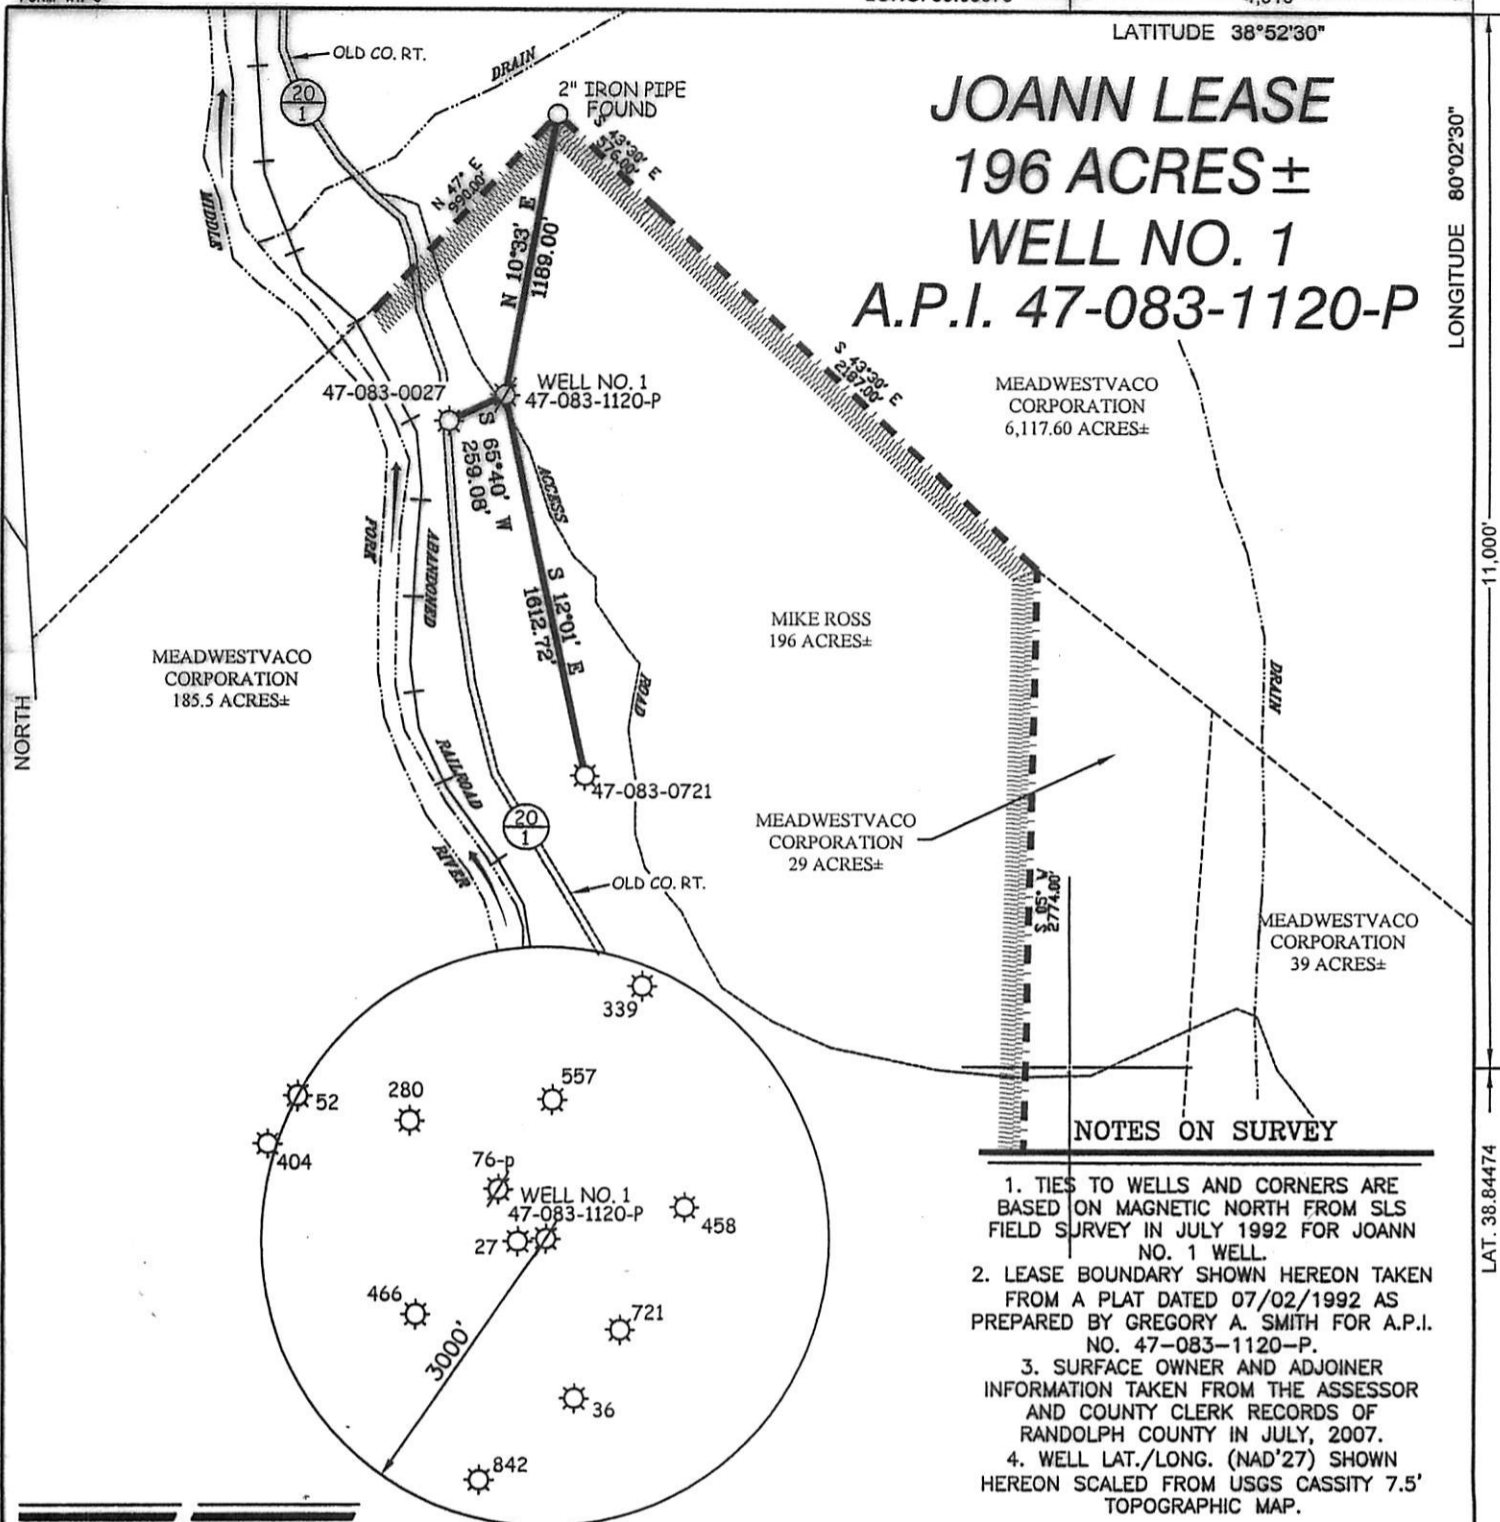 LATITUDE 38°52'30"
JOANN LEASE
196 ACRES±
WELL NO. 1
A.P.I. 47-083-1120-P
LONGITUDE 80°02'30"
11,000'
LAT. 38.84474
OLD CO. RT.
20
1
DRAIN
2" IRON PIPE
FOUND
S 43°30' E
576.00'
N 47° E
990.00'
N 10°33' E
1189.00'
MIDDLE
47-083-0027
WELL NO. 1
47-083-1120-P
S 65°40' W
259.08'
S 43°30' E
2187.00'
MEADWESTVACO
CORPORATION
6,117.60 ACRES±
ACCESS
FORK
ABANDONED
S 12°01' E
1612.72'
MIKE ROSS
196 ACRES±
MEADWESTVACO
CORPORATION
185.5 ACRES±
NORTH
ROAD
DRAIN
RAILROAD
47-083-0721
20
1
RIVER
MEADWESTVACO
CORPORATION
29 ACRES±
OLD CO. RT.
S 05° W
2774.00'
MEADWESTVACO
CORPORATION
39 ACRES±
339
52
280
557
404
76-p
WELL NO. 1
47-083-1120-P
27
458
466
721
3000'
36
842
NOTES ON SURVEY
1. TIES TO WELLS AND CORNERS ARE
BASED ON MAGNETIC NORTH FROM SLS
FIELD SURVEY IN JULY 1992 FOR JOANN
NO. 1 WELL.
2. LEASE BOUNDARY SHOWN HEREON TAKEN
FROM A PLAT DATED 07/02/1992 AS
PREPARED BY GREGORY A. SMITH FOR A.P.I.
NO. 47-083-1120-P.
3. SURFACE OWNER AND ADJOINER
INFORMATION TAKEN FROM THE ASSESSOR
AND COUNTY CLERK RECORDS OF
RANDOLPH COUNTY IN JULY, 2007.
4. WELL LAT./LONG. (NAD'27) SHOWN
HEREON SCALED FROM USGS CASSITY 7.5'
TOPOGRAPHIC MAP.